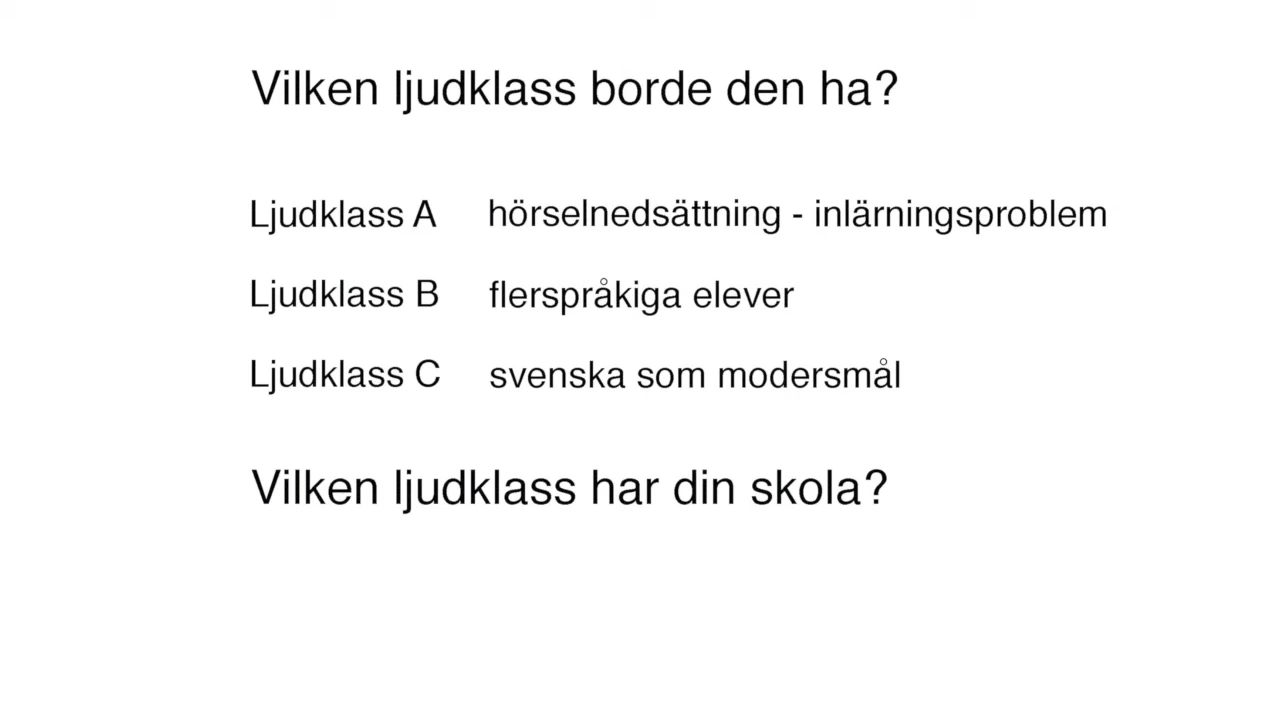 Vilken ljudklass borde den ha?
Ljudklass A hörselnedsättning - inlärningsproblem
Ljudklass B flerspråkiga elever
Ljudklass C svenska som modersmål
Vilken ljudklass har din skola?